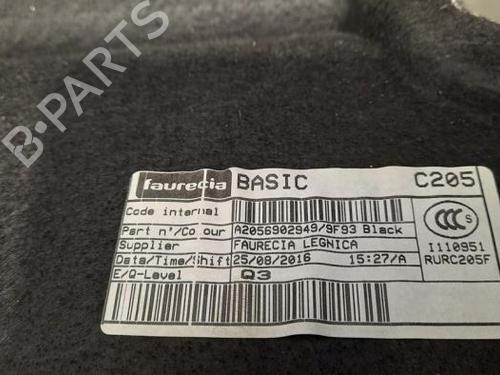 B-PARTS
faurecia BASIC C205
Code internal
Part n°/Colour A2056902949/9F93 Black
Supplier FAURECIA LEGNICA
Date/Time/Shift 25/08/2016 15:27/A
E/Q-Level Q3
CCC S
I110951
RURC205F